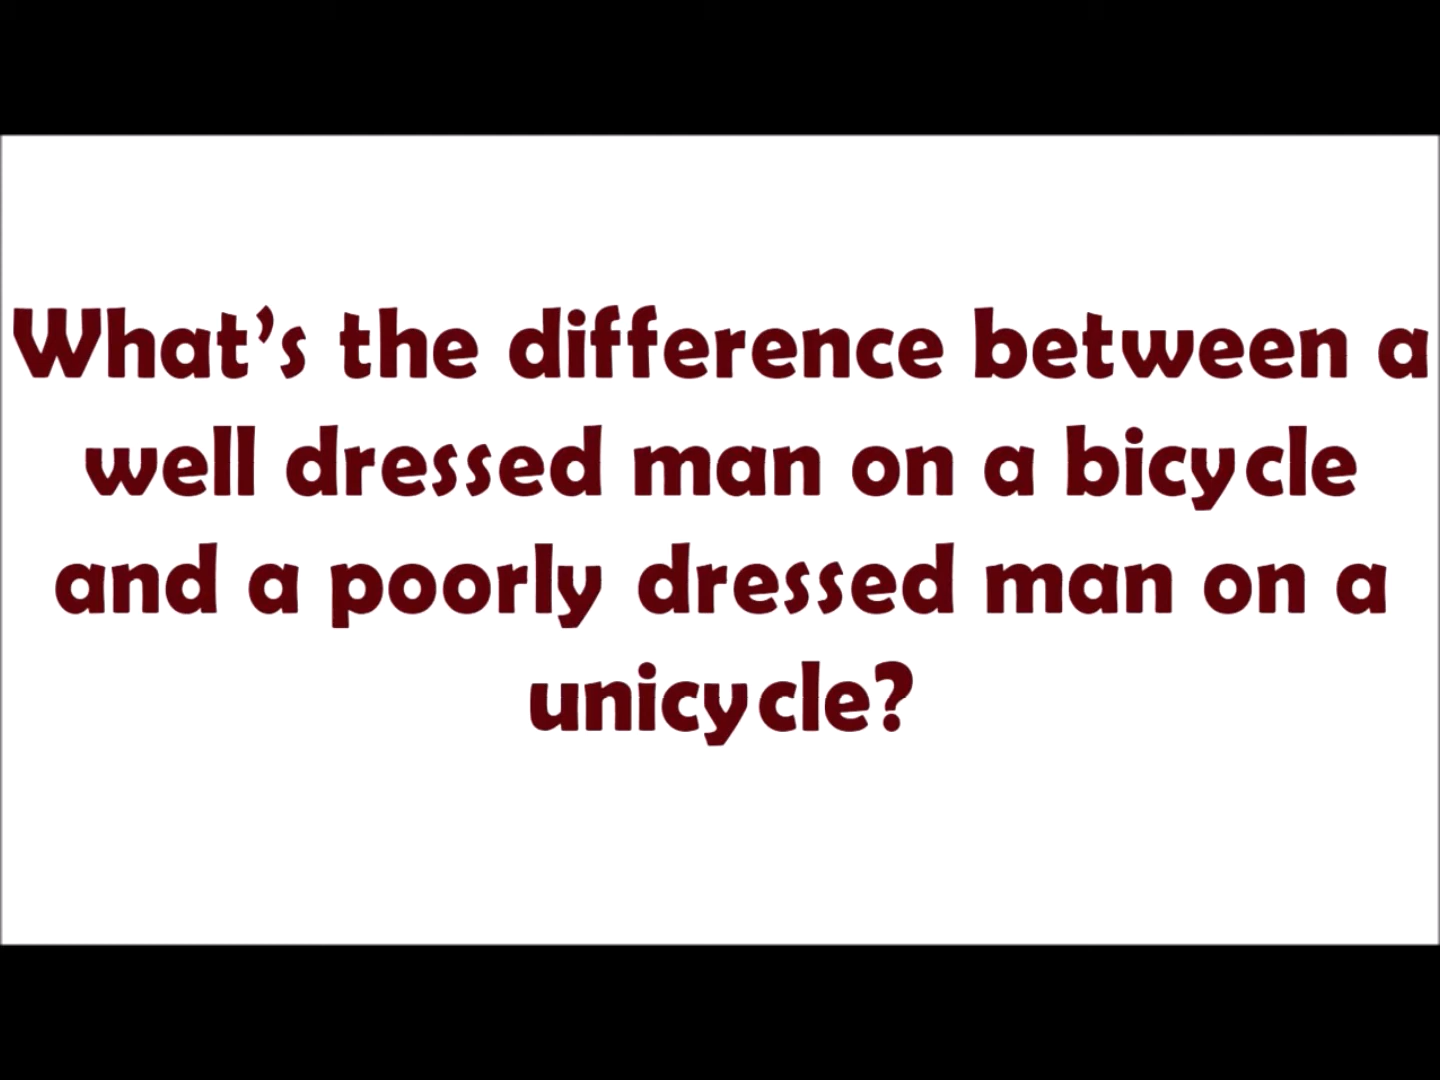 What’s the difference between a
well dressed man on a bicycle
and a poorly dressed man on a
unicycle?